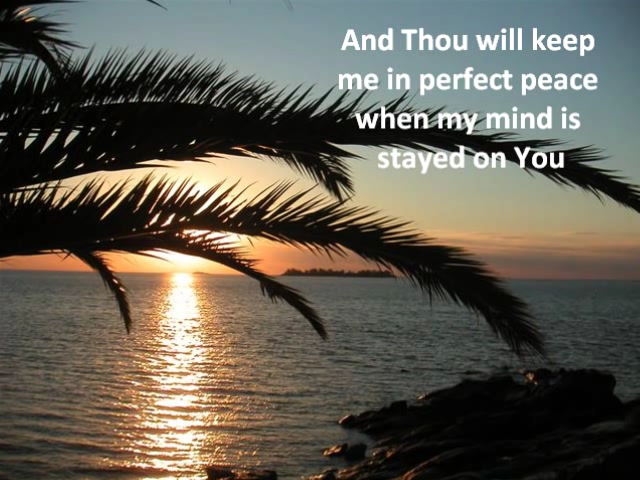 And Thou will keep
me in perfect peace
when my mind is
stayed on You